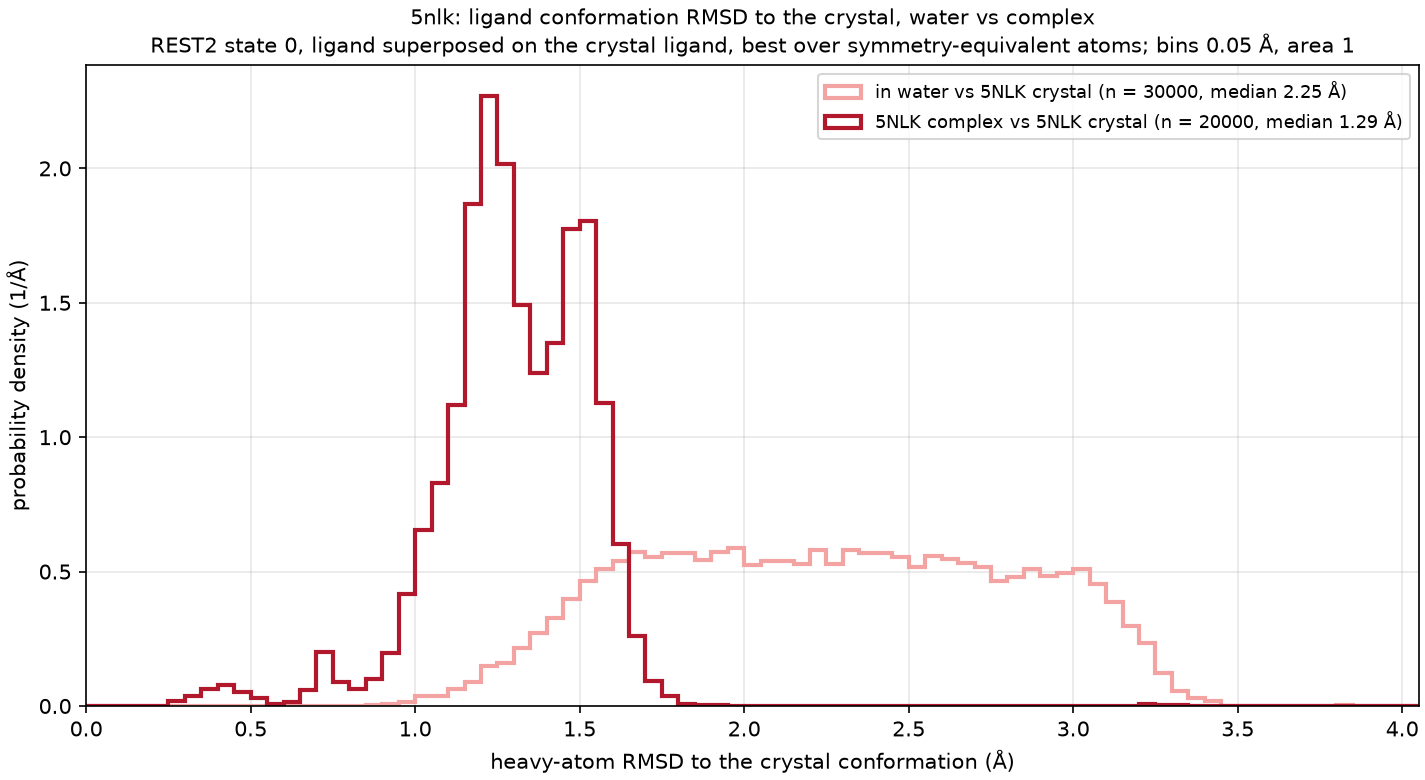 5nlk: ligand conformation RMSD to the crystal, water vs complex
REST2 state 0, ligand superposed on the crystal ligand, best over symmetry-equivalent atoms; bins 0.05 Å, area 1
in water vs 5NLK crystal (n = 30000, median 2.25 Å)
5NLK complex vs 5NLK crystal (n = 20000, median 1.29 Å)
probability density (1/Å)
2.0
1.5
1.0
0.5
0.0
0.0 0.5 1.0 1.5 2.0 2.5 3.0 3.5 4.0
heavy-atom RMSD to the crystal conformation (Å)